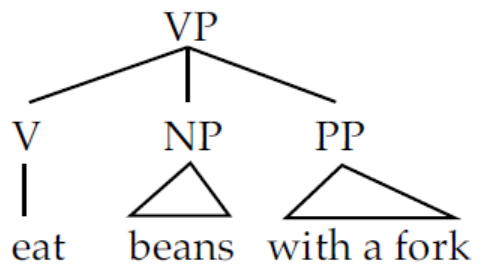 VP
V NP PP
eat beans with a fork